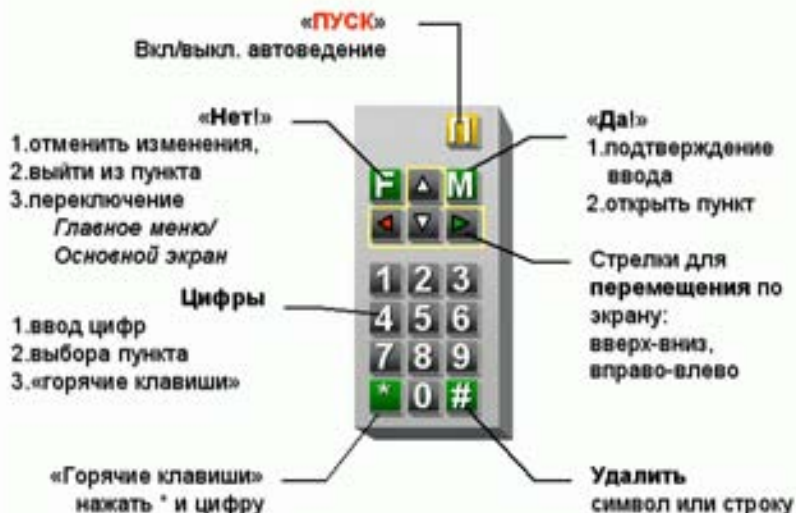 «ПУСК»
Вкл/выкл. автоведение
«Нет!»
1.отменить изменения,
2.выйти из пункта
3.переключение
Главное меню/
Основной экран
Цифры
1.ввод цифр
2.выбора пункта
3.«горячие клавиши»
«Горячие клавиши»
нажать * и цифру
П
F M
1 2 3
4 5 6
7 8 9
* 0 #
«Да!»
1.подтверждение
ввода
2.открыть пункт
Стрелки для
перемещения по
экрану:
вверх-вниз,
вправо-влево
Удалить
символ или строку